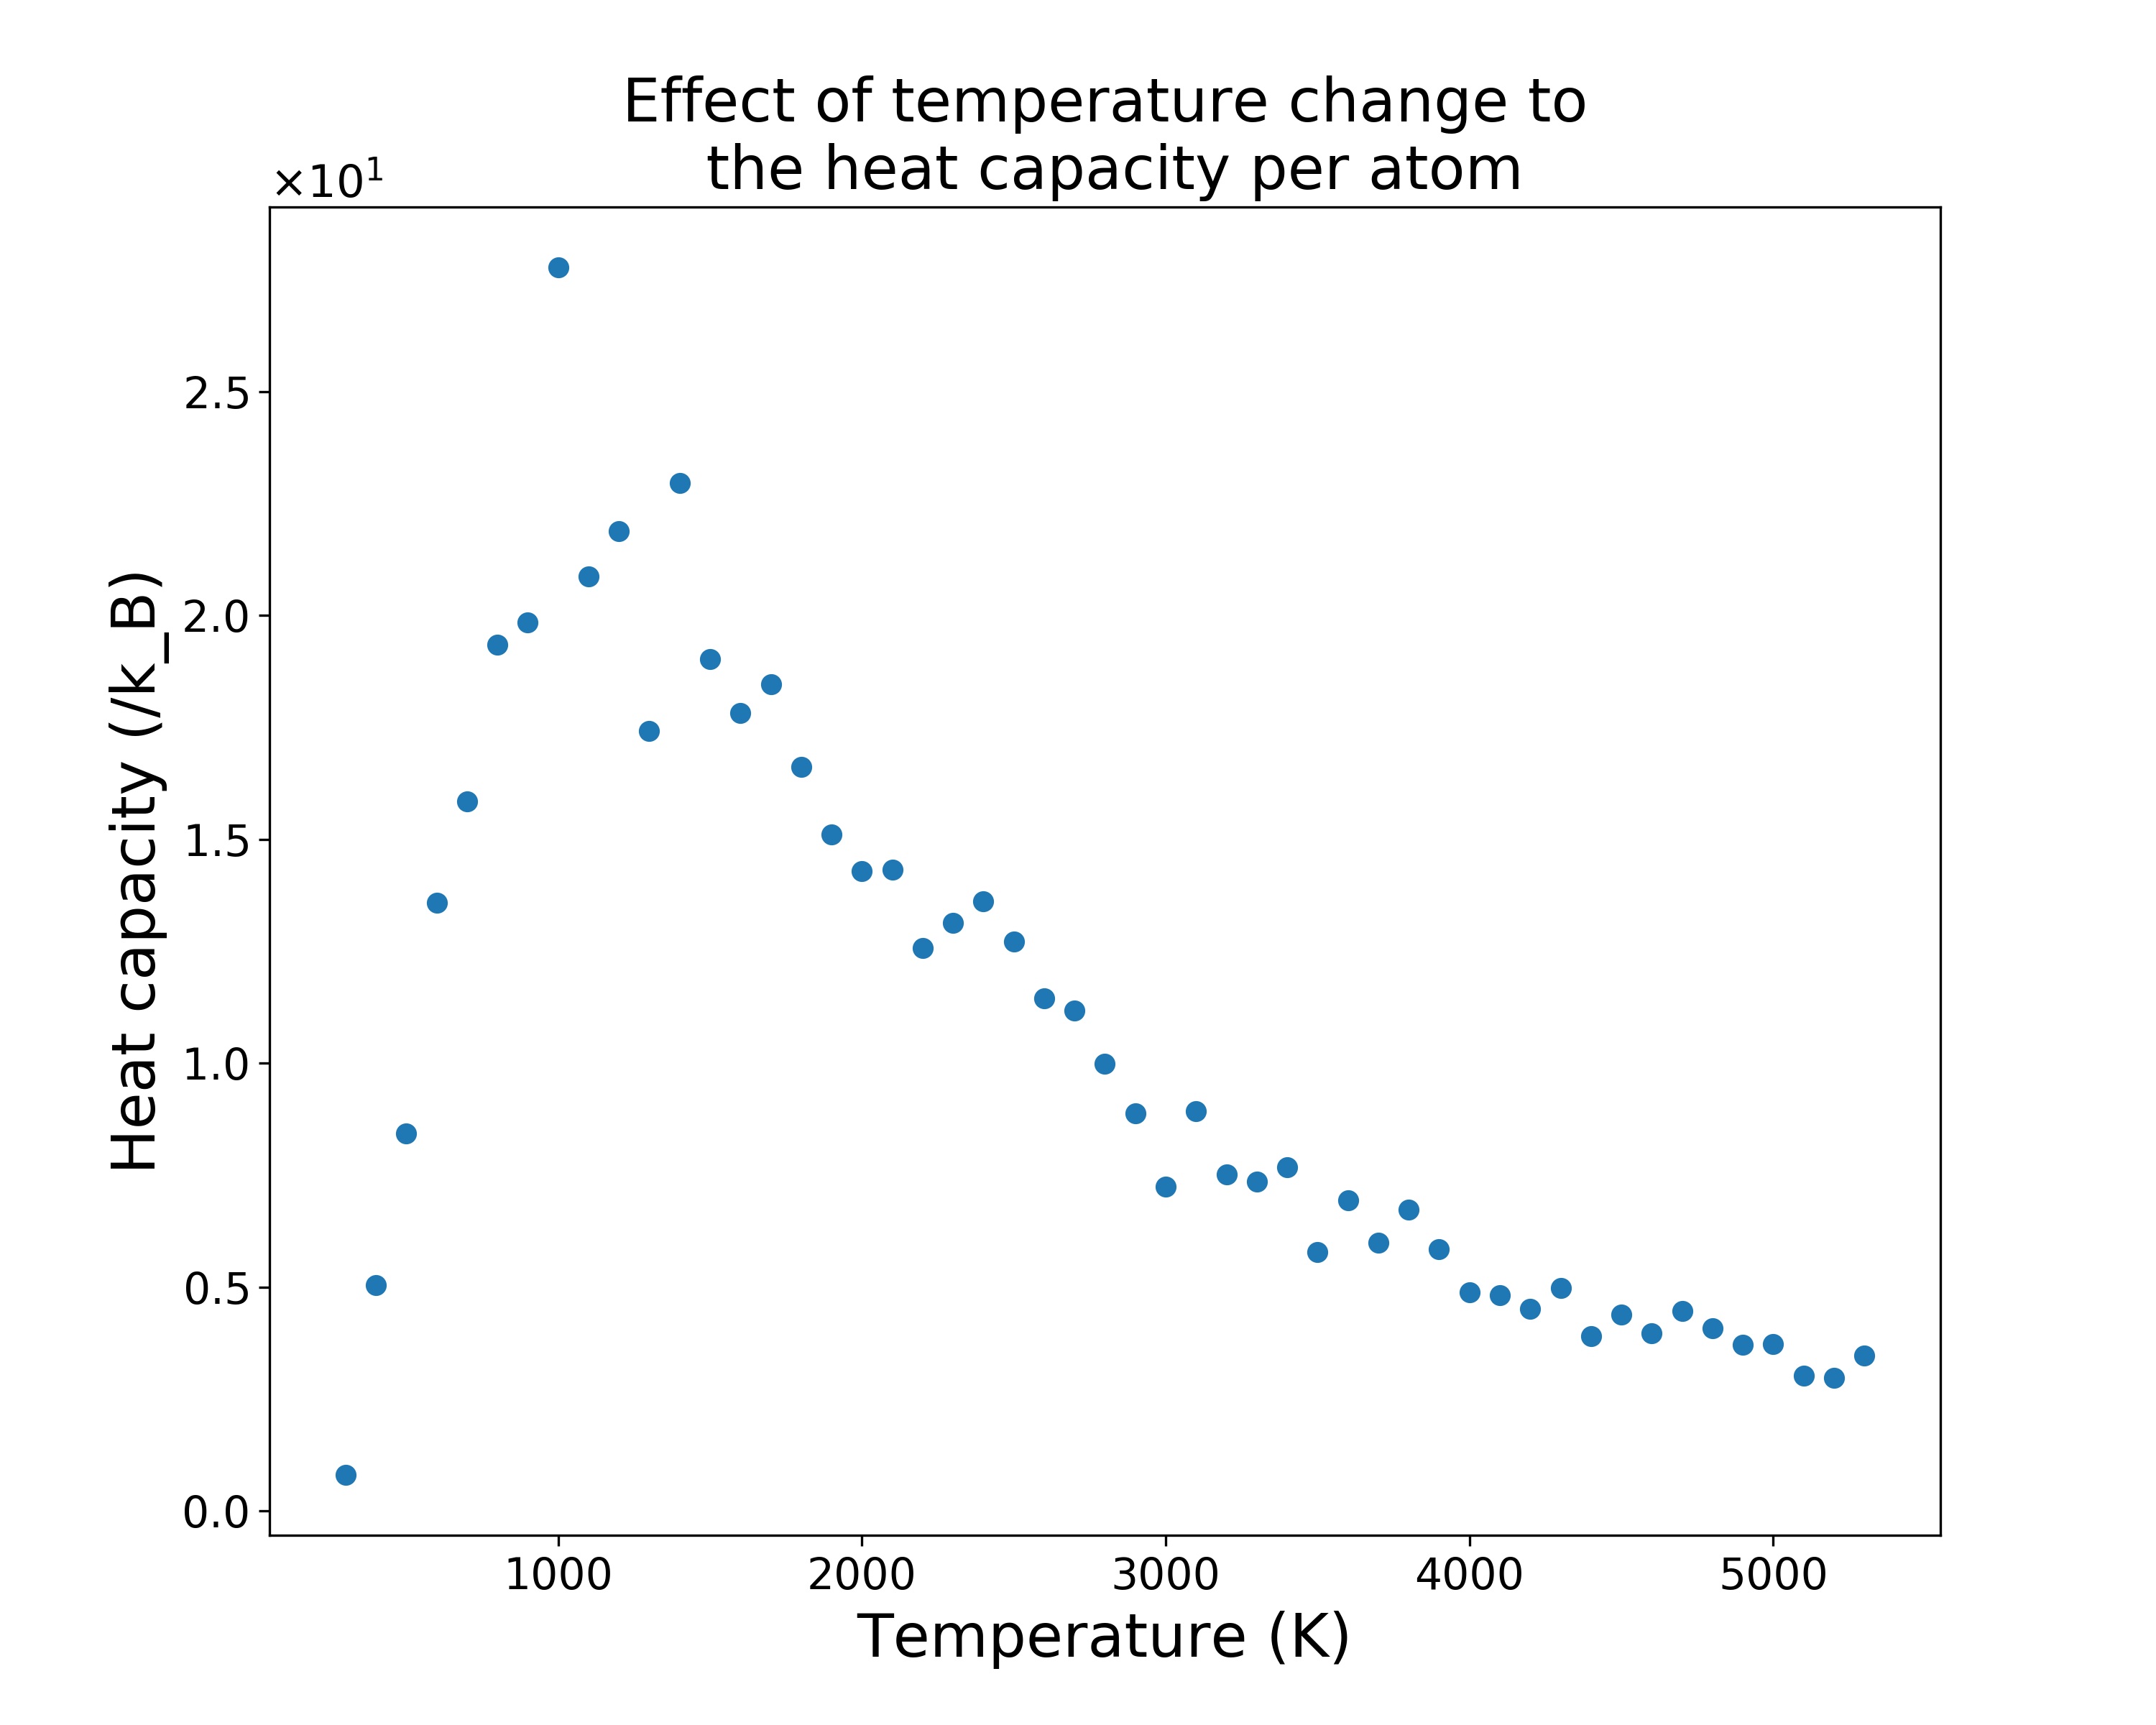 Effect of temperature change to
the heat capacity per atom
×10¹
2.5
2.0
1.5
1.0
0.5
0.0
Heat capacity (/k_B)
1000 2000 3000 4000 5000
Temperature (K)